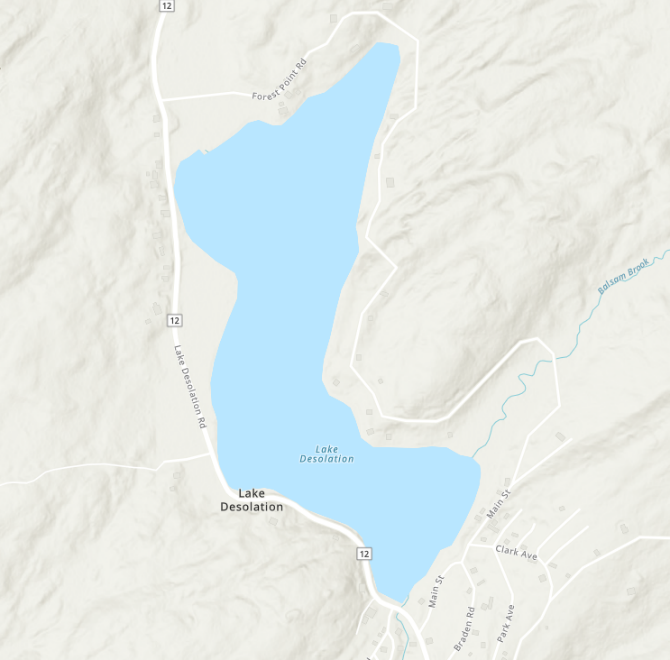 12
Forest Point Rd
Balsam Brook
12
Lake Desolation Rd
Lake
Desolation
Lake
Desolation
Main St
12
Clark Ave
Main St
Braden Rd
Park Ave